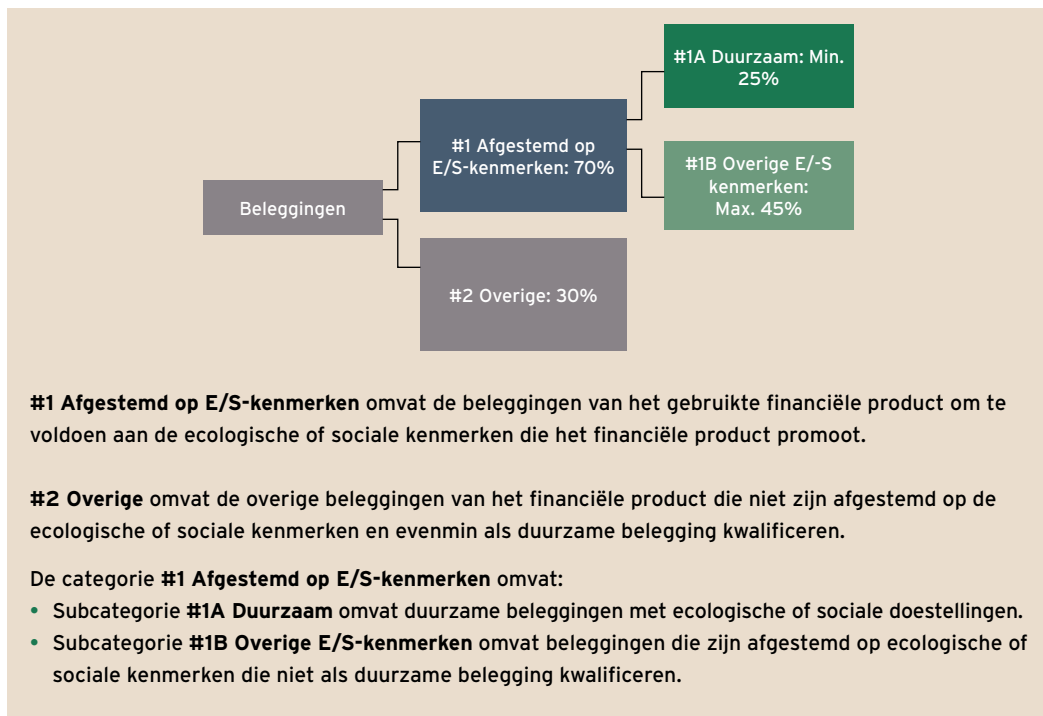 #1A Duurzaam: Min.
25%
#1 Afgestemd op
E/S-kenmerken: 70%
#1B Overige E/-S
kenmerken:
Max. 45%
Beleggingen
#2 Overige: 30%
#1 Afgestemd op E/S-kenmerken omvat de beleggingen van het gebruikte financiële product om te
voldoen aan de ecologische of sociale kenmerken die het financiële product promoot.
#2 Overige omvat de overige beleggingen van het financiële product die niet zijn afgestemd op de
ecologische of sociale kenmerken en evenmin als duurzame belegging kwalificeren.
De categorie #1 Afgestemd op E/S-kenmerken omvat:
• Subcategorie #1A Duurzaam omvat duurzame beleggingen met ecologische of sociale doestellingen.
• Subcategorie #1B Overige E/S-kenmerken omvat beleggingen die zijn afgestemd op ecologische of
sociale kenmerken die niet als duurzame belegging kwalificeren.